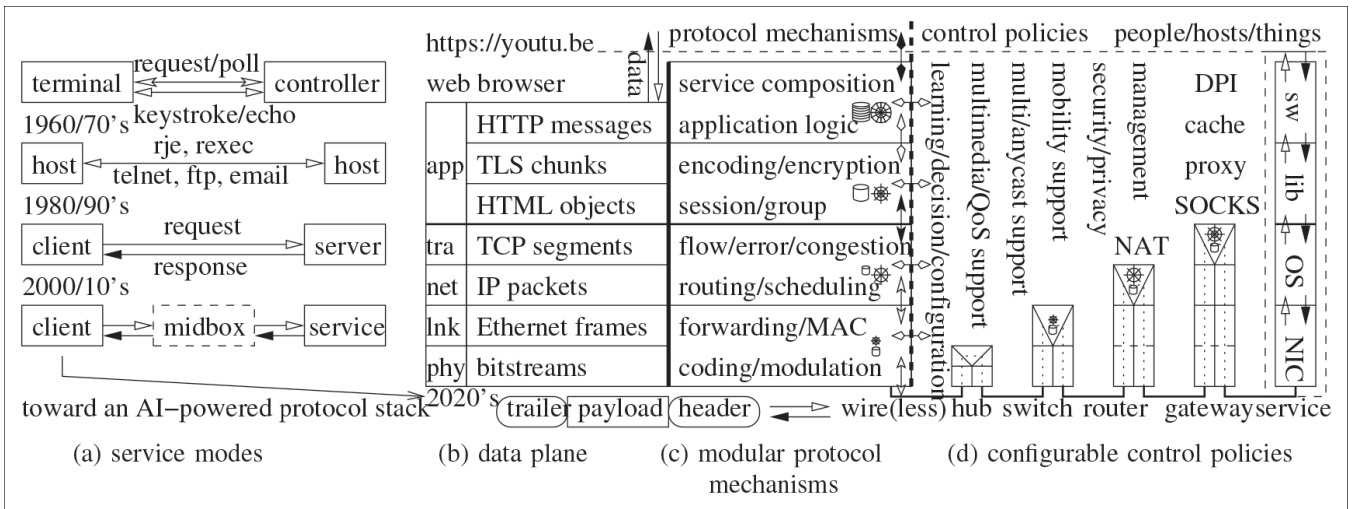 request/poll
terminal
controller
keystroke/echo
1960/70's
rje, rexec
host
host
telnet, ftp, email
1980/90's
request
client
server
response
2000/10's
client
midbox
service
toward an AI-powered protocol stack
2020's
(a) service modes
https://youtu.be
data
web browser
app
HTTP messages
TLS chunks
HTML objects
tra
TCP segments
net
IP packets
lnk
Ethernet frames
phy
bitstreams
trailer
payload
header
(b) data plane
protocol mechanisms
service composition
application logic
encoding/encryption
session/group
flow/error/congestion
routing/scheduling
forwarding/MAC
coding/modulation
wire(less)
(c) modular protocol
mechanisms
control policies
people/hosts/things
learning/decision/configuration
multimedia/QoS support
multi/anycast support
mobility support
security/privacy
management
DPI
cache
proxy
SOCKS
NAT
sw
lib
OS
NIC
hub
switch
router
gateway
service
(d) configurable control policies